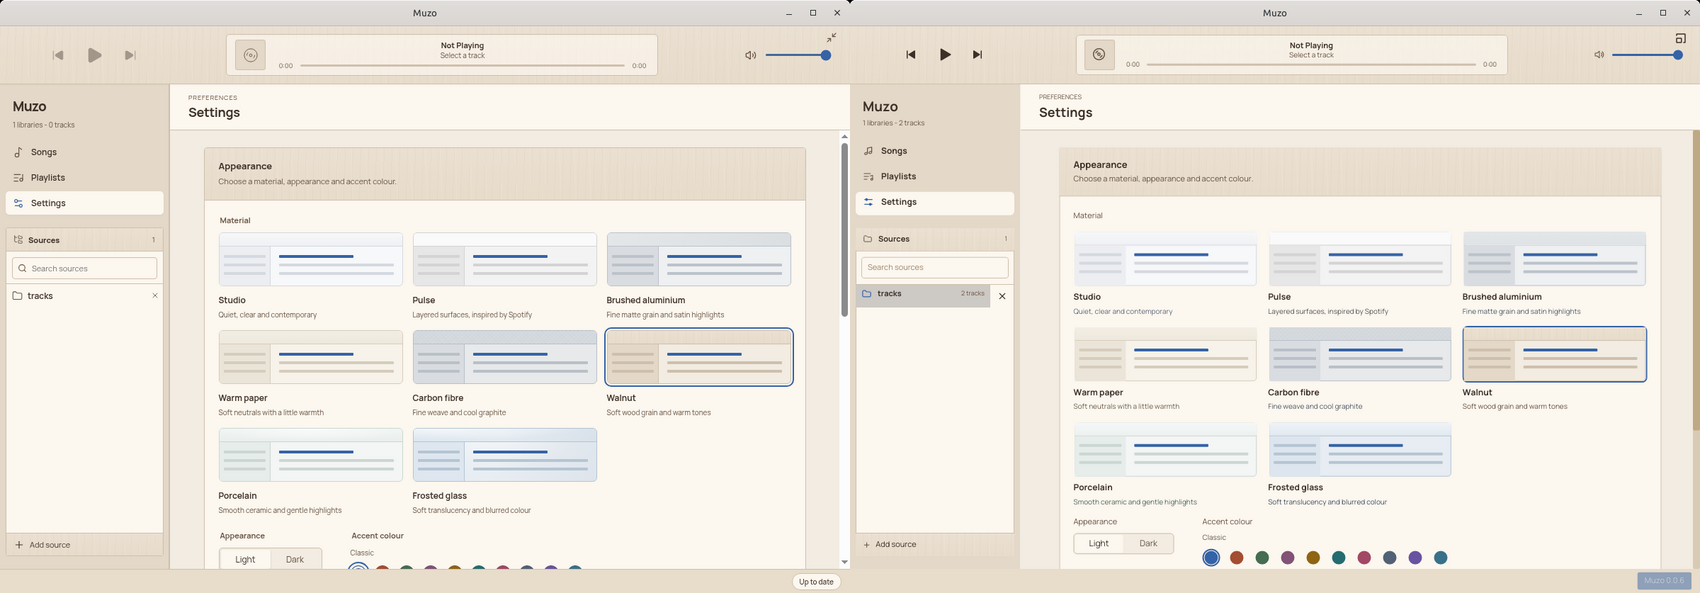 Muzo
Not Playing
Select a track
0:00
0:00
Muzo
1 libraries - 0 tracks
Songs
Playlists
Settings
Sources
1
Search sources
tracks
Add source
PREFERENCES
Settings
Appearance
Choose a material, appearance and accent colour.
Material
Studio
Quiet, clear and contemporary
Pulse
Layered surfaces, inspired by Spotify
Brushed aluminium
Fine matte grain and satin highlights
Warm paper
Soft neutrals with a little warmth
Carbon fibre
Fine weave and cool graphite
Walnut
Soft wood grain and warm tones
Porcelain
Smooth ceramic and gentle highlights
Frosted glass
Soft translucency and blurred colour
Appearance
Light
Dark
Accent colour
Classic
Up to date
Muzo
Not Playing
Select a track
0:00
0:00
Muzo
1 libraries - 2 tracks
Songs
Playlists
Settings
Sources
1
Search sources
tracks
2 tracks
Add source
PREFERENCES
Settings
Appearance
Choose a material, appearance and accent colour.
Material
Studio
Quiet, clear and contemporary
Pulse
Layered surfaces, inspired by Spotify
Brushed aluminium
Fine matte grain and satin highlights
Warm paper
Soft neutrals with a little warmth
Carbon fibre
Fine weave and cool graphite
Walnut
Soft wood grain and warm tones
Porcelain
Smooth ceramic and gentle highlights
Frosted glass
Soft translucency and blurred colour
Appearance
Light
Dark
Accent colour
Classic
Muzo 0.0.6